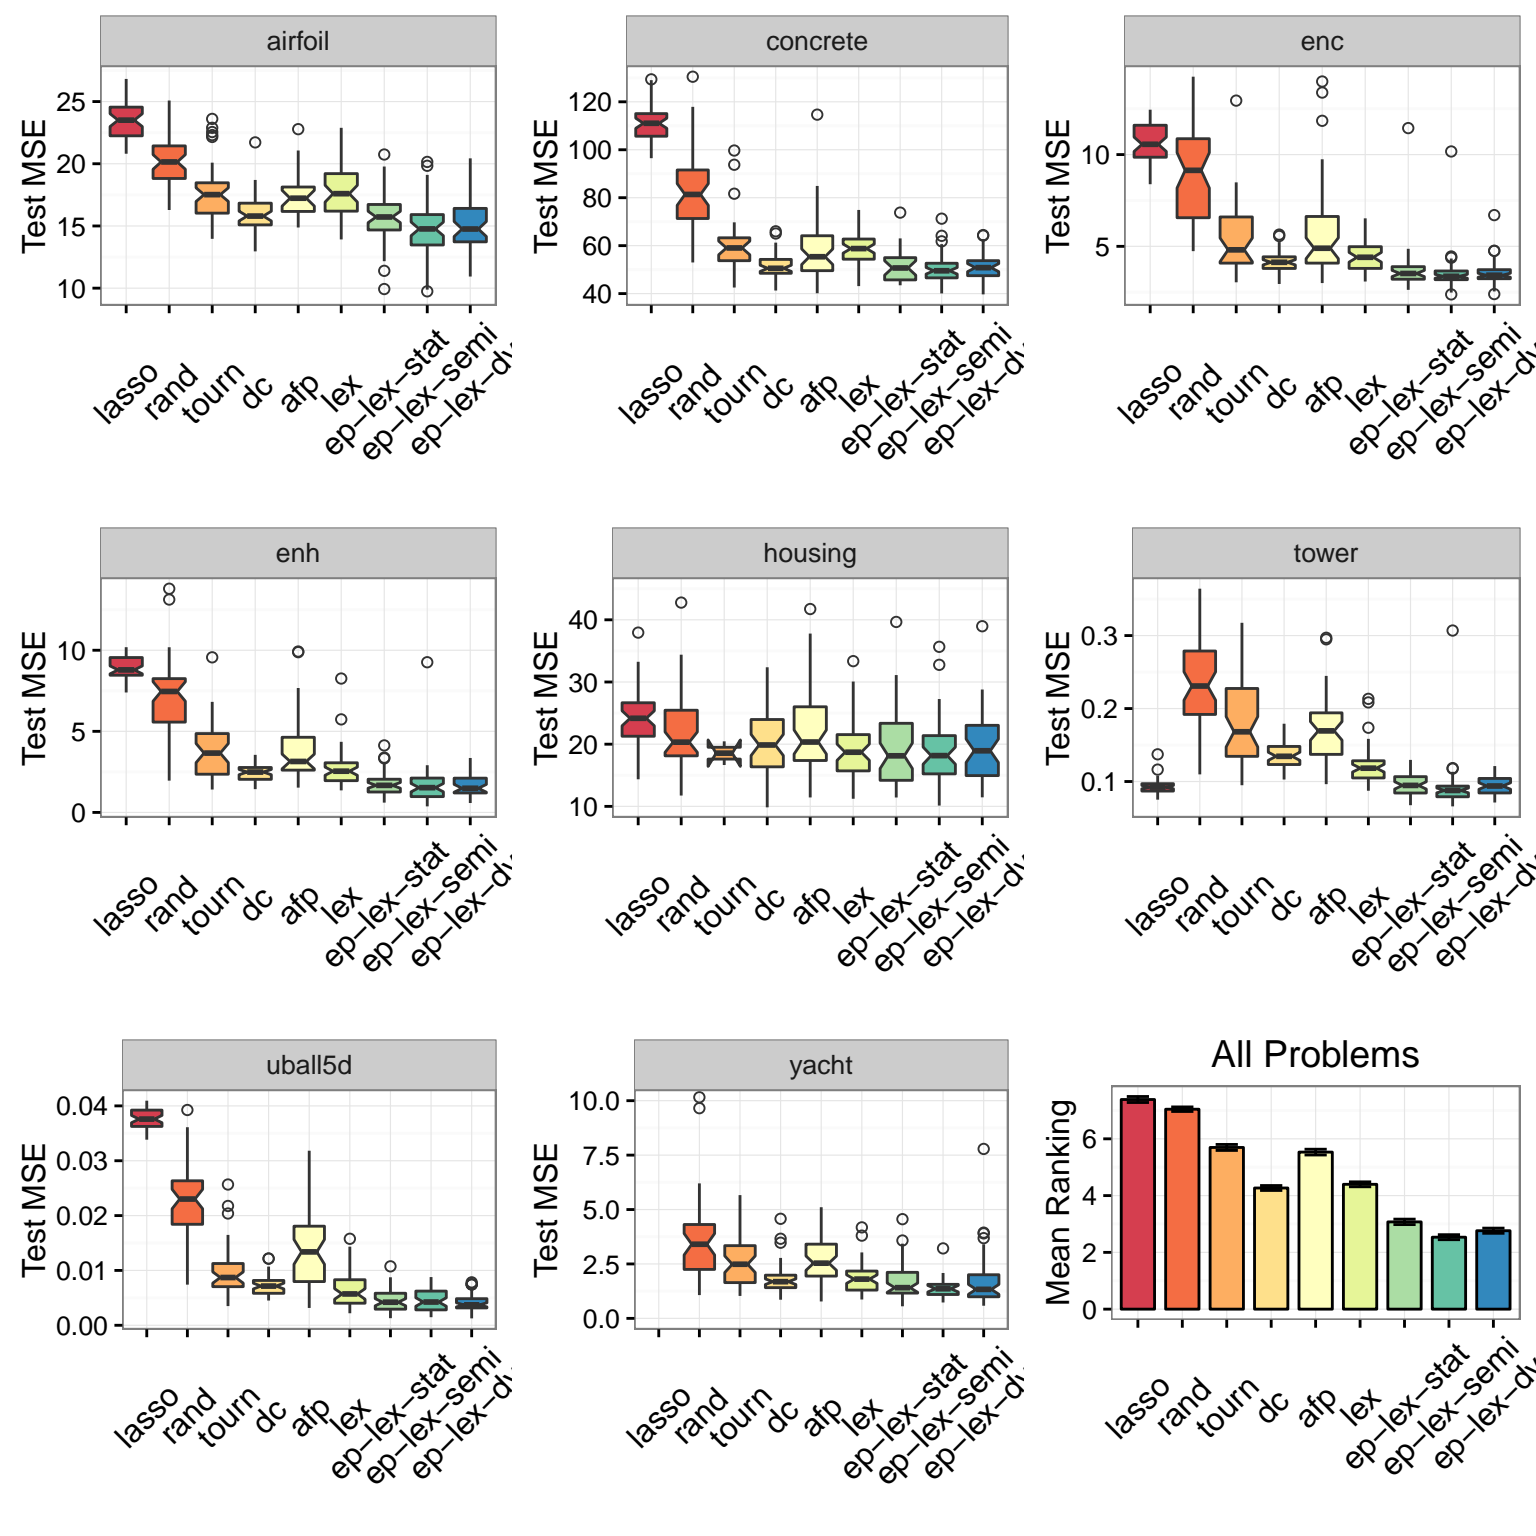 airfoil
concrete
enc
Test MSE
25
20
15
10
lasso
rand
tourn
dc
afp
lex
ep−lex−stat
ep−lex−semi
Test MSE
120
100
80
60
40
lasso
rand
tourn
dc
afp
lex
ep−lex−stat
ep−lex−semi
Test MSE
10
5
lasso
rand
tourn
dc
afp
lex
ep−lex−stat
ep−lex−semi
enh
housing
tower
Test MSE
10
5
0
lasso
rand
tourn
dc
afp
lex
ep−lex−stat
ep−lex−semi
Test MSE
40
30
20
10
lasso
rand
tourn
dc
afp
lex
ep−lex−stat
ep−lex−semi
Test MSE
0.3
0.2
0.1
lasso
rand
tourn
dc
afp
lex
ep−lex−stat
ep−lex−semi
uball5d
yacht
All Problems
Test MSE
0.04
0.03
0.02
0.01
0.00
lasso
rand
tourn
dc
afp
lex
ep−lex−stat
ep−lex−semi
Test MSE
10.0
7.5
5.0
2.5
0.0
lasso
rand
tourn
dc
afp
lex
ep−lex−stat
ep−lex−semi
Mean Ranking
6
4
2
0
lasso
rand
tourn
dc
afp
lex
ep−lex−stat
ep−lex−semi